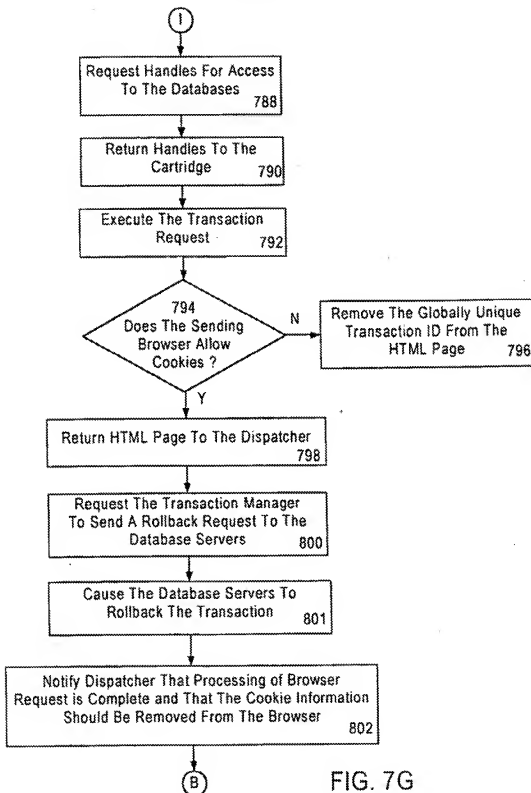 I
Request Handles For Access
To The Databases
788
Return Handles To The
Cartridge
790
Execute The Transaction
Request
792
794
Does The Sending
Browser Allow
Cookies ?
N
Remove The Globally Unique
Transaction ID From The
HTML Page
796
Y
Return HTML Page To The Dispatcher
798
Request The Transaction Manager
To Send A Rollback Request To The
Database Servers
800
Cause The Database Servers To
Rollback The Transaction
801
Notify Dispatcher That Processing of Browser
Request is Complete and That The Cookie Information
Should Be Removed From The Browser
802
B
FIG. 7G